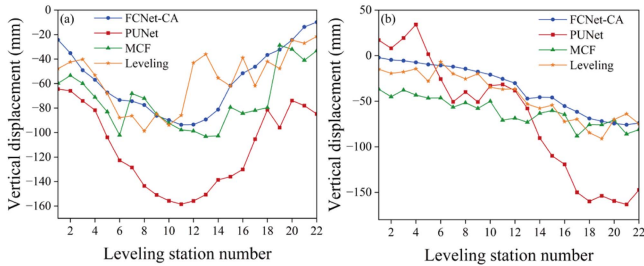 (a)
FCNet-CA
PUNet
MCF
Leveling
Vertical displacement (mm)
0
−20
−40
−60
−80
−100
−120
−140
−160
2 4 6 8 10 12 14 16 18 20 22
Leveling station number
(b)
FCNet-CA
PUNet
MCF
Leveling
Vertical displacement (mm)
50
0
−50
−100
−150
2 4 6 8 10 12 14 16 18 20 22
Leveling station number